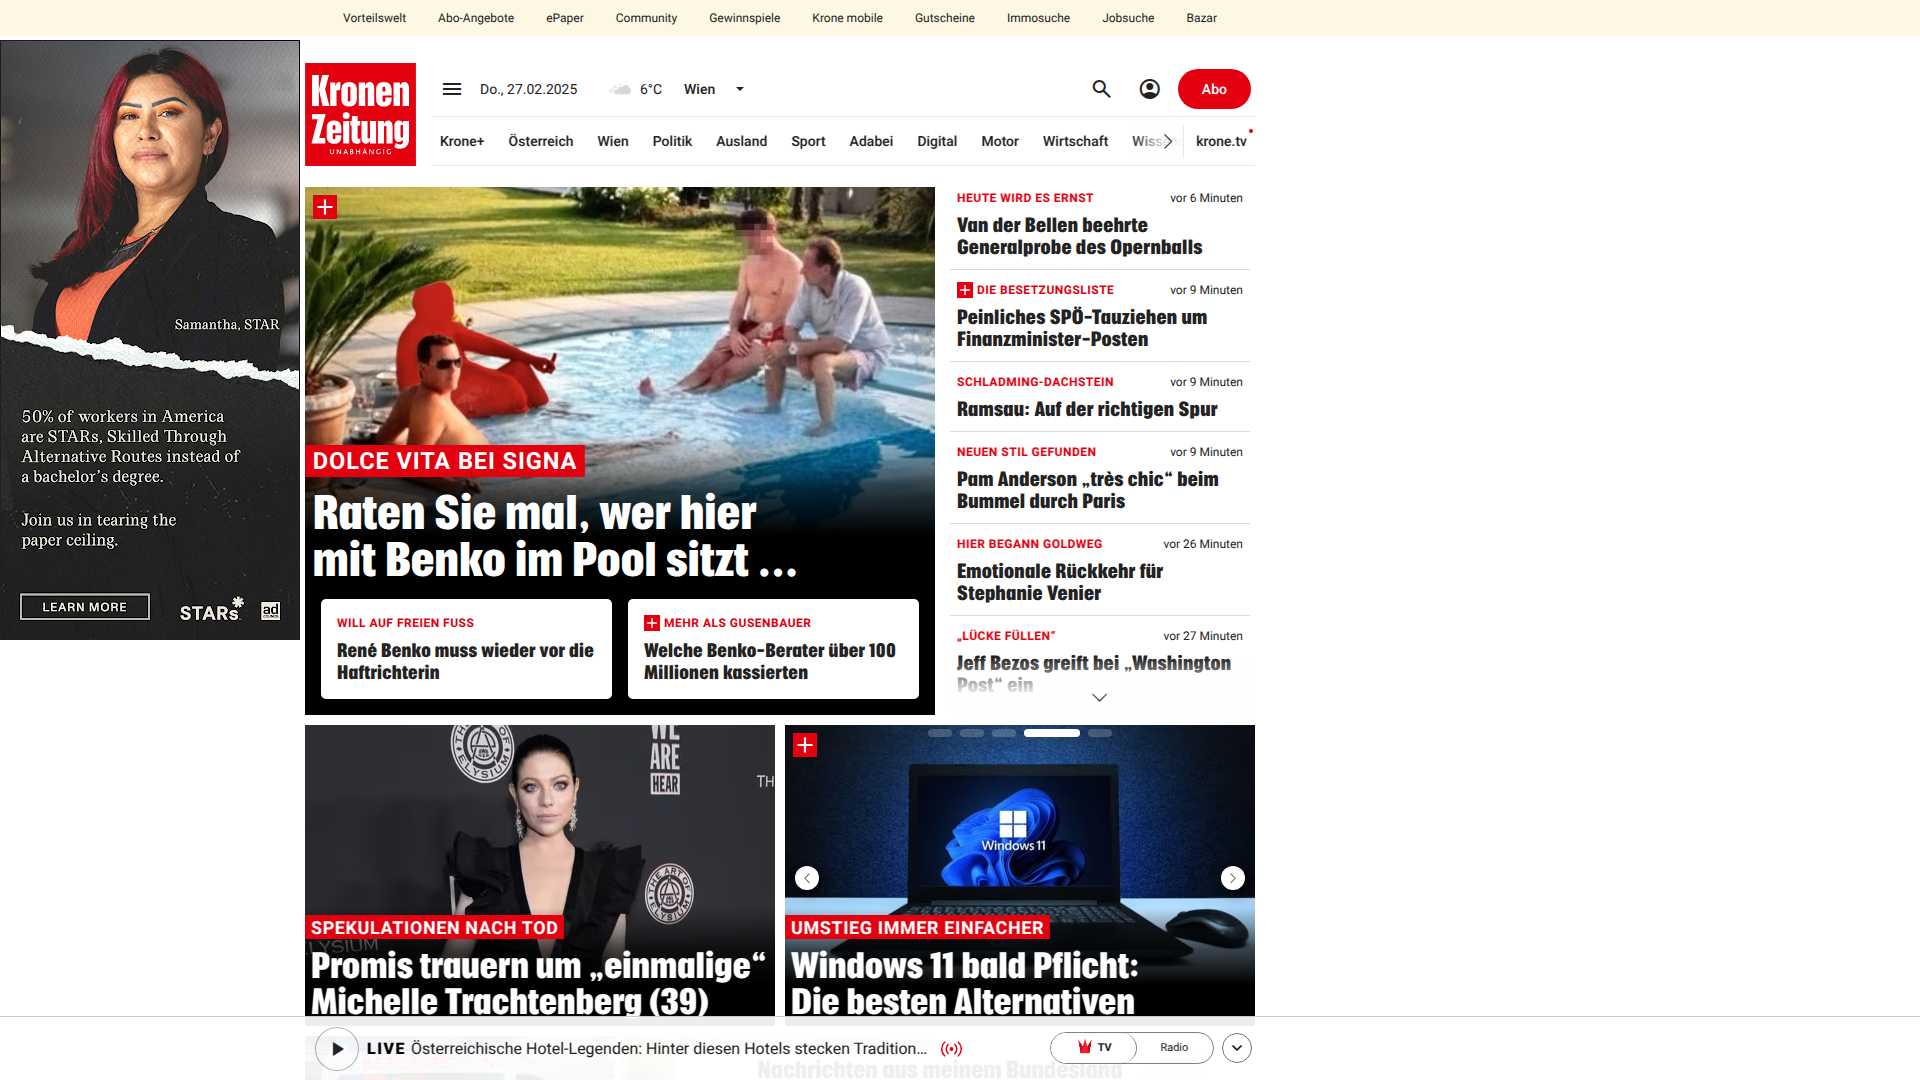 Vorteilswelt Abo-Angebote ePaper Community Gewinnspiele Krone mobile Gutscheine Immosuche Jobsuche Bazar
Samantha, STAR
50% of workers in America
are STARs, Skilled Through
Alternative Routes instead of
a bachelor's degree.
Join us in tearing the
paper ceiling.
LEARN MORE
STARs*
ad
Kronen
Zeitung
UNABHÄNGIG
Do., 27.02.2025 6°C Wien
Abo
Krone+ Österreich Wien Politik Ausland Sport Adabei Digital Motor Wirtschaft Wiss krone.tv
DOLCE VITA BEI SIGNA
Raten Sie mal, wer hier
mit Benko im Pool sitzt ...
WILL AUF FREIEN FUSS
René Benko muss wieder vor die
Haftrichterin
MEHR ALS GUSENBAUER
Welche Benko-Berater über 100
Millionen kassierten
HEUTE WIRD ES ERNST vor 6 Minuten
Van der Bellen beehrte
Generalprobe des Opernballs
DIE BESETZUNGSLISTE vor 9 Minuten
Peinliches SPÖ-Tauziehen um
Finanzminister-Posten
SCHLADMING-DACHSTEIN vor 9 Minuten
Ramsau: Auf der richtigen Spur
NEUEN STIL GEFUNDEN vor 9 Minuten
Pam Anderson „très chic“ beim
Bummel durch Paris
HIER BEGANN GOLDWEG vor 26 Minuten
Emotionale Rückkehr für
Stephanie Venier
„LÜCKE FÜLLEN“ vor 27 Minuten
Jeff Bezos greift bei „Washington
Post“ ein
THE ART OF
ELYSIUM
WE
ARE
HEAR
TH
THE ART OF
ELYSIUM
LYSIUM
SPEKULATIONEN NACH TOD
Promis trauern um „einmalige“
Michelle Trachtenberg (39)
Windows 11
UMSTIEG IMMER EINFACHER
Windows 11 bald Pflicht:
Die besten Alternativen
LIVE Österreichische Hotel-Legenden: Hinter diesen Hotels stecken Tradition...
TV Radio
Nachrichten aus meinem Bundesland